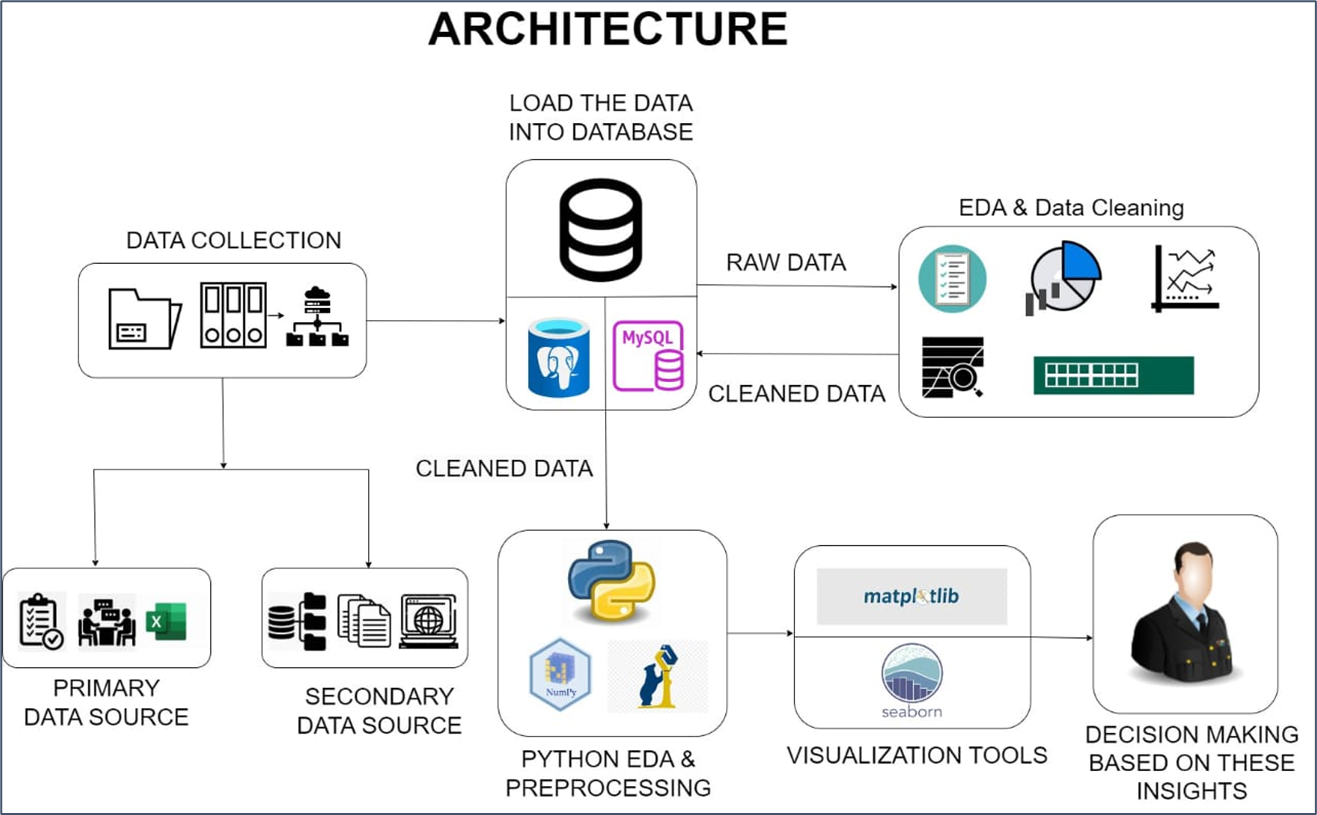 ARCHITECTURE
LOAD THE DATA
INTO DATABASE
EDA & Data Cleaning
DATA COLLECTION
RAW DATA
MySQL
CLEANED DATA
CLEANED DATA
X
matplotlib
NumPy
seaborn
PRIMARY
DATA SOURCE
SECONDARY
DATA SOURCE
PYTHON EDA &
PREPROCESSING
VISUALIZATION TOOLS
DECISION MAKING
BASED ON THESE
INSIGHTS